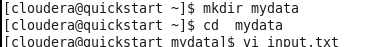 [cloudera@quickstart ~]$ mkdir mydata
[cloudera@quickstart ~]$ cd  mydata
[cloudera@quickstart mydata]$ vi input.txt